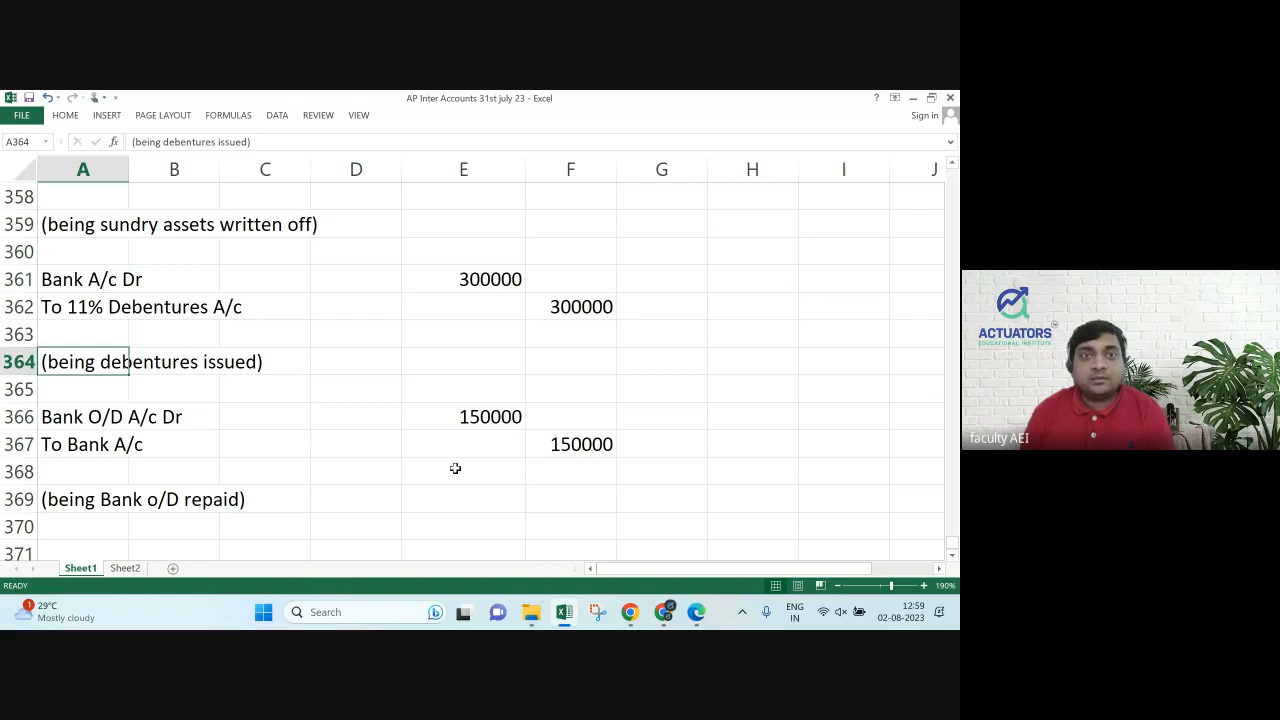 AP Inter Accounts 31st july 23 - Excel
?
FILE HOME INSERT PAGE LAYOUT FORMULAS DATA REVIEW VIEW
Sign in
A364 fx (being debentures issued)
A B C D E F G H I J
358
359 (being sundry assets written off)
360
361 Bank A/c Dr 300000
362 To 11% Debentures A/c 300000
363
364 (being debentures issued)
365
366 Bank O/D A/c Dr 150000
367 To Bank A/c 150000
368
369 (being Bank o/D repaid)
370
371
Sheet1 Sheet2
READY 190%
1 29°C
Mostly cloudy
Search
ENG
IN
12:59
02-08-2023
ACTUATORS
EDUCATIONAL INSTITUTE
faculty AEI